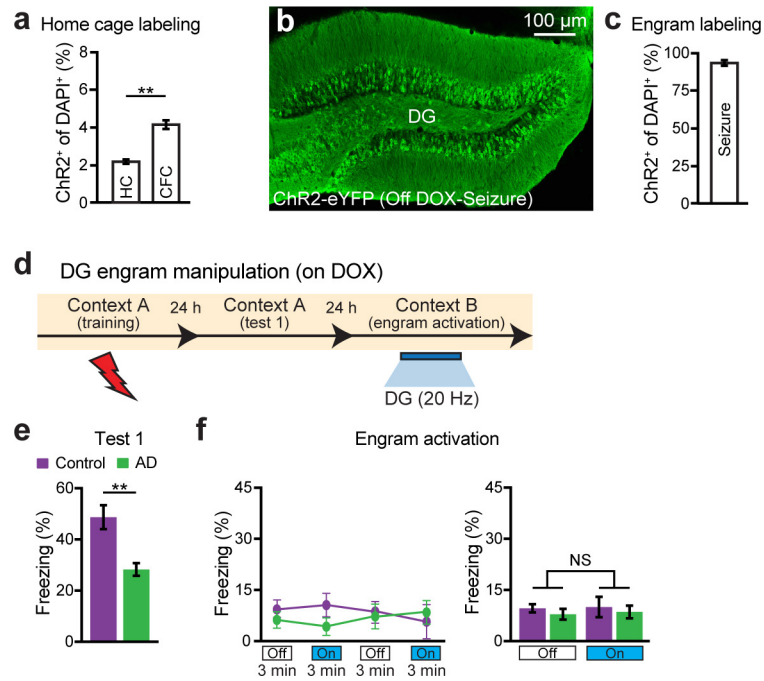 a Home cage labeling
ChR2⁺ of DAPI⁺ (%)
8
6
4
2
0
**
HC
CFC
b
100 µm
DG
ChR2-eYFP (Off DOX-Seizure)
c Engram labeling
ChR2⁺ of DAPI⁺ (%)
100
75
50
25
0
Seizure
d
DG engram manipulation (on DOX)
Context A
(training)
24 h
Context A
(test 1)
24 h
Context B
(engram activation)
DG (20 Hz)
e Test 1
Control AD
Freezing (%)
60
40
20
0
**
f Engram activation
Freezing (%)
45
30
15
0
Off On Off On
3 min 3 min 3 min 3 min
Freezing (%)
45
30
15
0
NS
Off On